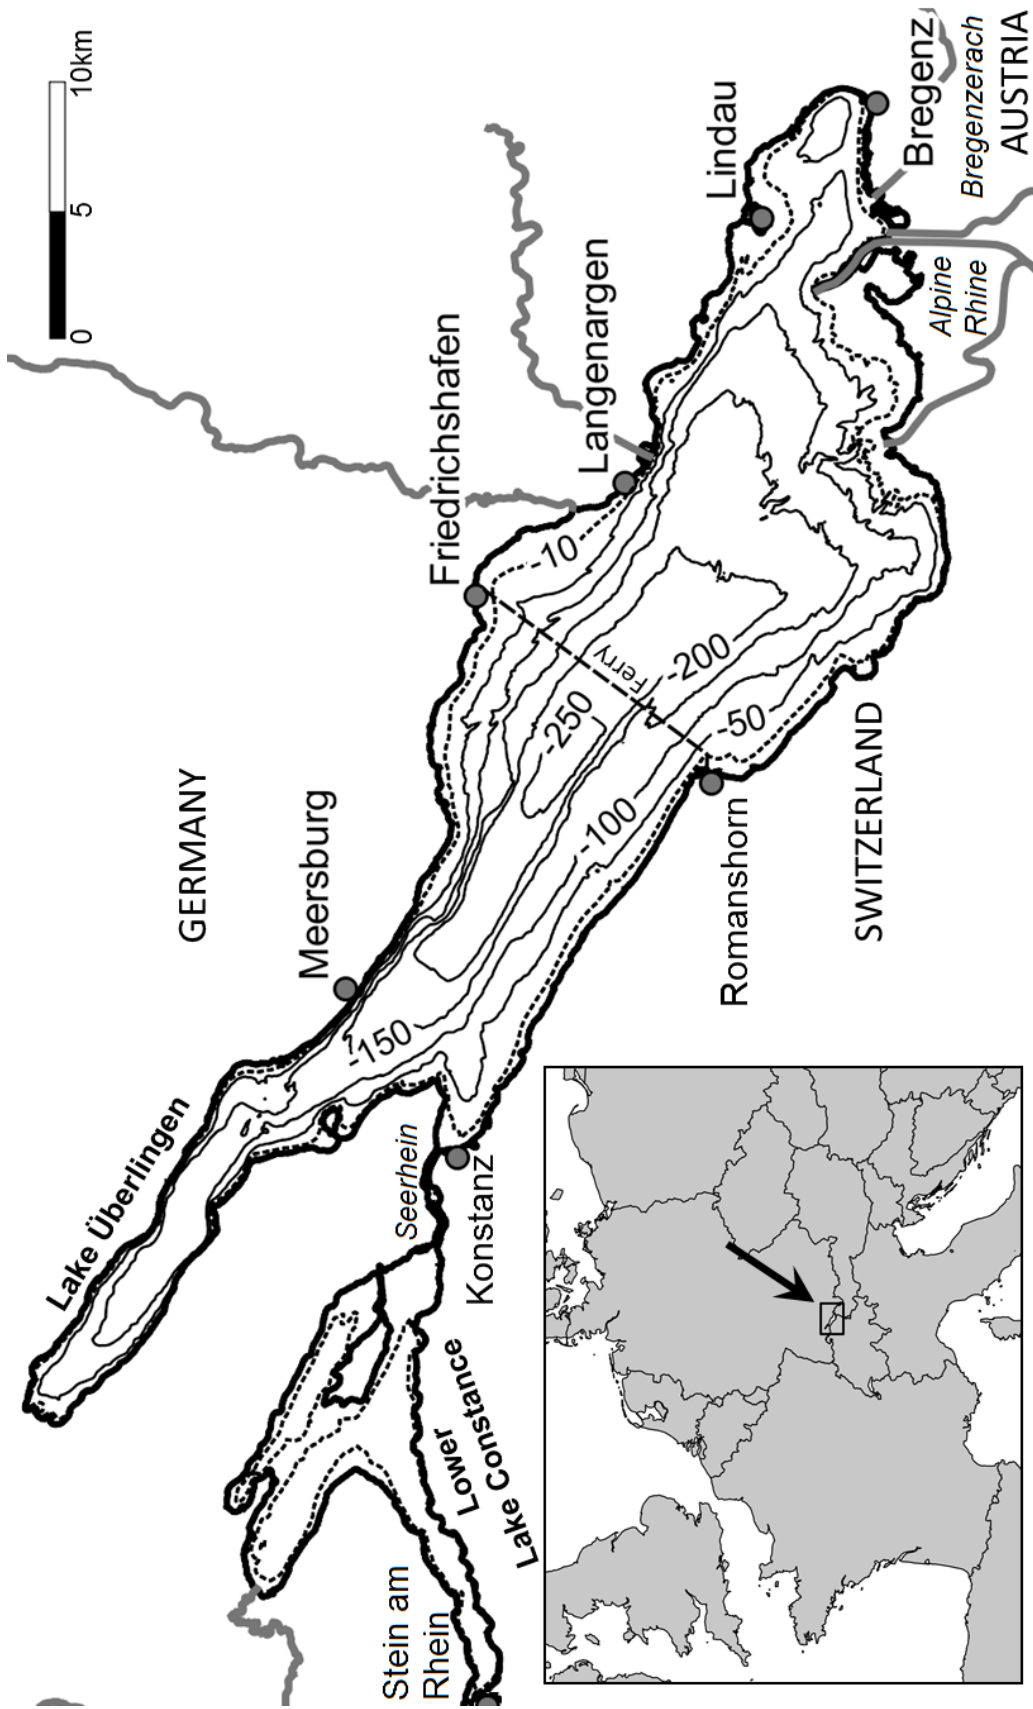 GERMANY
Lake Überlingen
Meersburg
Friedrichshafen
Langenargen
Lindau
Bregenz
Bregenzerach
AUSTRIA
Alpine
Rhine
0 5 10km
-10
Ferry
-250
-200
-50
-100
-150
Seerhein
Konstanz
Romanshorn
SWITZERLAND
Lower
Lake Constance
Stein am
Rhein